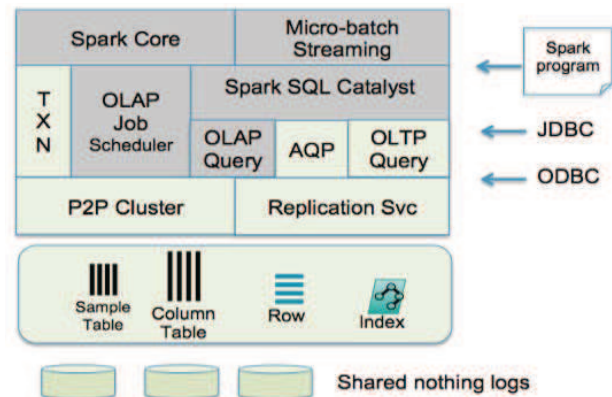 Spark Core
Micro-batch
Streaming
Spark
program
T
X
N
OLAP
Job
Scheduler
Spark SQL Catalyst
OLAP
Query
AQP
OLTP
Query
JDBC
ODBC
P2P Cluster
Replication Svc
Sample
Table
Column
Table
Row
Index
Shared nothing logs